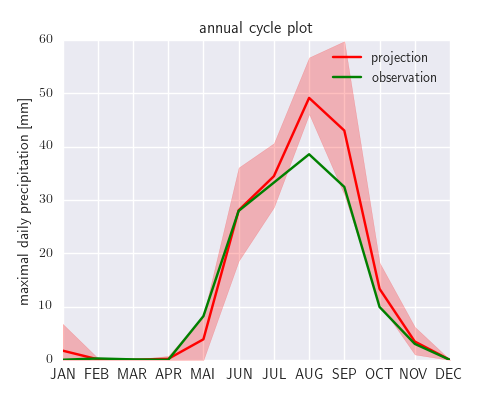 annual cycle plot
maximal daily precipitation [mm]
60
50
40
30
20
10
0
projection
observation
JAN FEB MAR APR MAI JUN JUL AUG SEP OCT NOV DEC